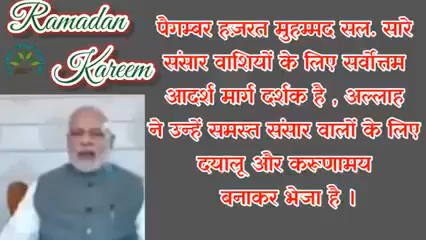 Ramadan
Kareem
पैगम्बर हज़रत मुहम्मद सल. सारे
संसार वाशियों के लिए सर्वोत्तम
आदर्श मार्ग दर्शक है , अल्लाह
ने उन्हें समस्त संसार वालों के लिए
दयालू और करूणामय
बनाकर भेजा है ।